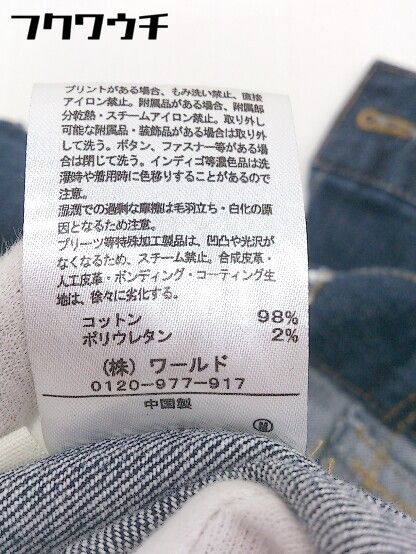 フクワウチ
プリントがある場合、もみ洗い禁止、直接
アイロン禁止。附属品がある場合、附属部
分乾熱・スチームアイロン禁止。取り外し
可能な附属品・装飾品がある場合は取り外
して洗う。ボタン、ファスナー等がある場
合は閉じて洗う。インディゴ等濃色品は洗
濯時や着用時に色移りすることがあるので
注意。
湿潤での過剰な摩擦は毛羽立ち・白化の原
因となるため注意。
プリーツ等特殊加工製品は、凹凸や光沢が
なくなるため、スチーム禁止。合成皮革・
人工皮革・ボンディング・コーティング生
地は、徐々に劣化する。
コットン 98%
ポリウレタン 2%
(株) ワールド
0120-977-917
中国製